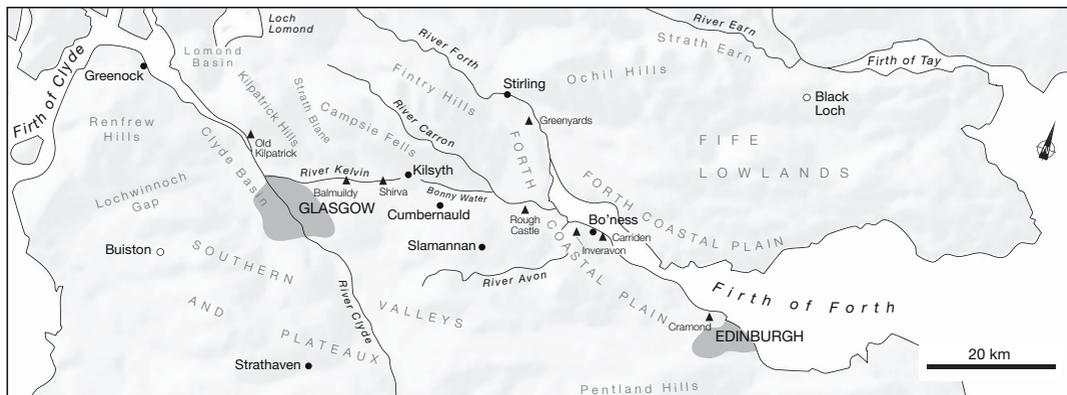 Firth of Clyde
Greenock
Lomond
Basin
Loch
Lomond
Renfrew
Hills
Kilpatrick Hills
Strath Blane
Campsie Fells
Fintry Hills
River Forth
River Carron
Stirling
Greenyards
Ochil Hills
River Earn
Strath Earn
Firth of Tay
Black
Loch
FIFE
LOWLANDS
Old
Kilpatrick
Clyde Basin
River Kelvin
Kilsyth
Balmuildy
Shirva
GLASGOW
Bonny Water
Cumbernauld
Lochwinnoch
Gap
Buiston
Slamannan
Rough
Castle
Bo'ness
Carriden
Inveravon
River Avon
FORTH COASTAL PLAIN
FORTH COASTAL PLAIN
Firth of Forth
Cramond
EDINBURGH
SOUTHERN
AND
PLATEAUX
VALLEYS
River Clyde
Strathaven
Pentland Hills
20 km